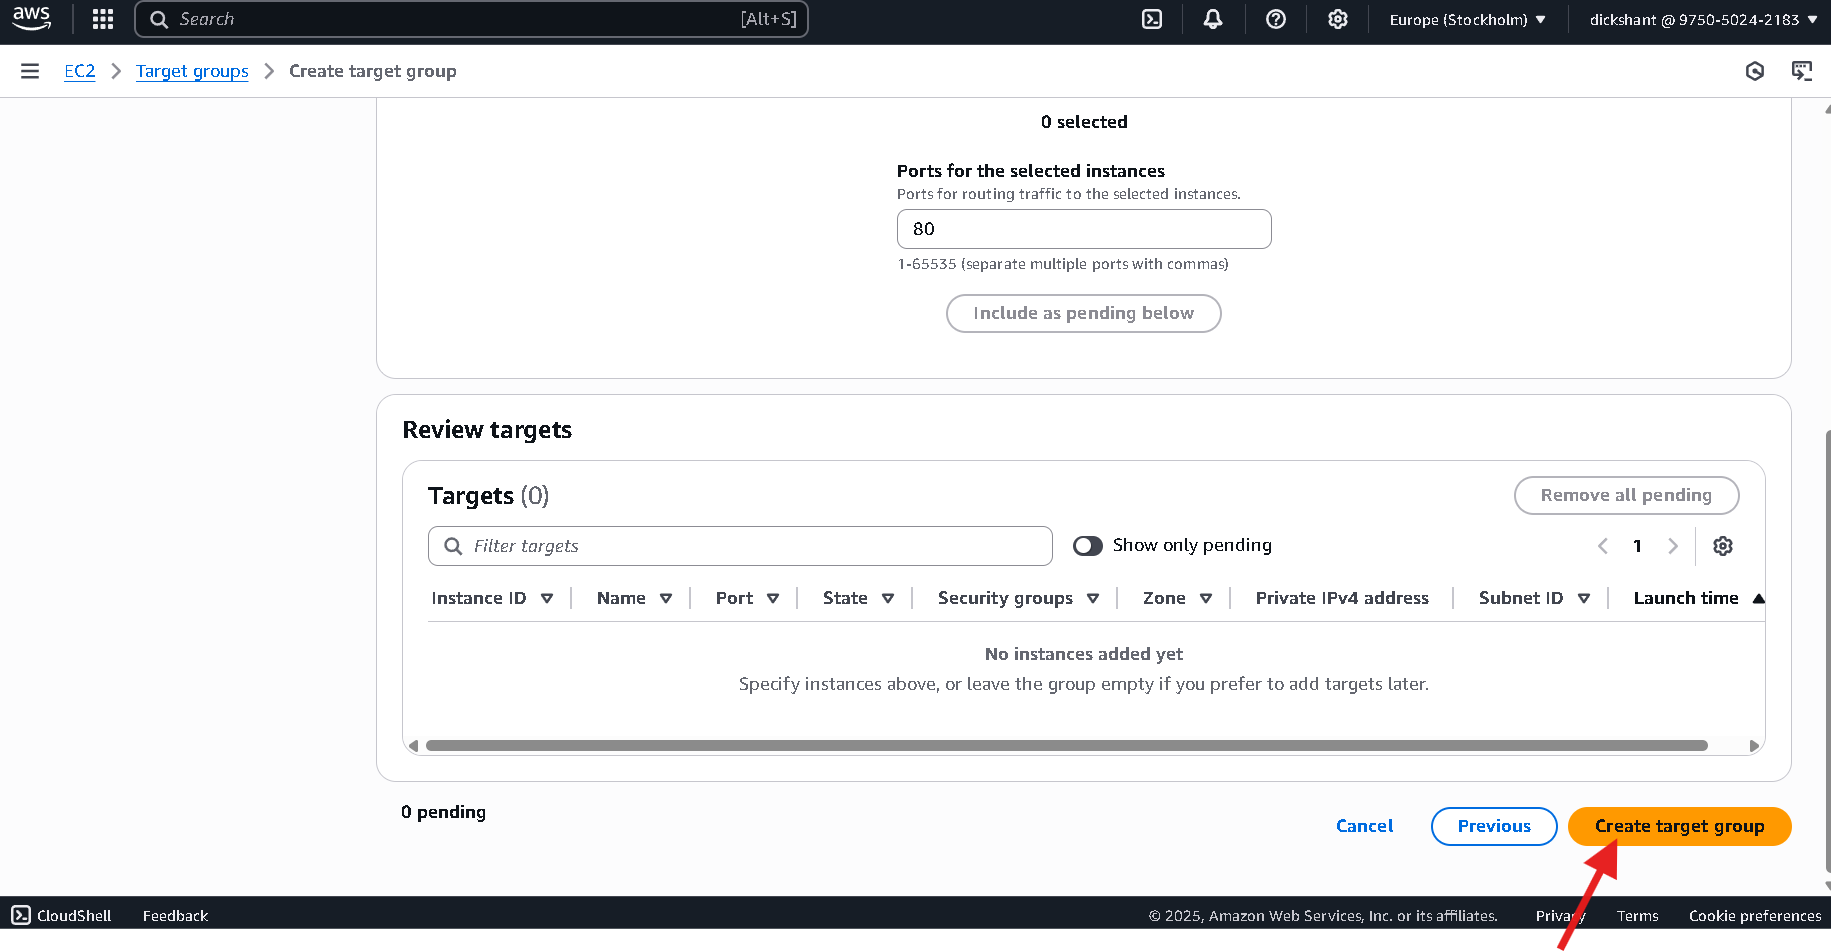 aws Search [Alt+S] Europe (Stockholm) dickshant @ 9750-5024-2183
EC2 Target groups Create target group
0 selected
Ports for the selected instances
Ports for routing traffic to the selected instances.
80
1-65535 (separate multiple ports with commas)
Include as pending below
Review targets
Targets (0) Remove all pending
Filter targets Show only pending 1
Instance ID Name Port State Security groups Zone Private IPv4 address Subnet ID Launch time
No instances added yet
Specify instances above, or leave the group empty if you prefer to add targets later.
0 pending
Cancel Previous Create target group
CloudShell Feedback © 2025, Amazon Web Services, Inc. or its affiliates. Privacy Terms Cookie preferences